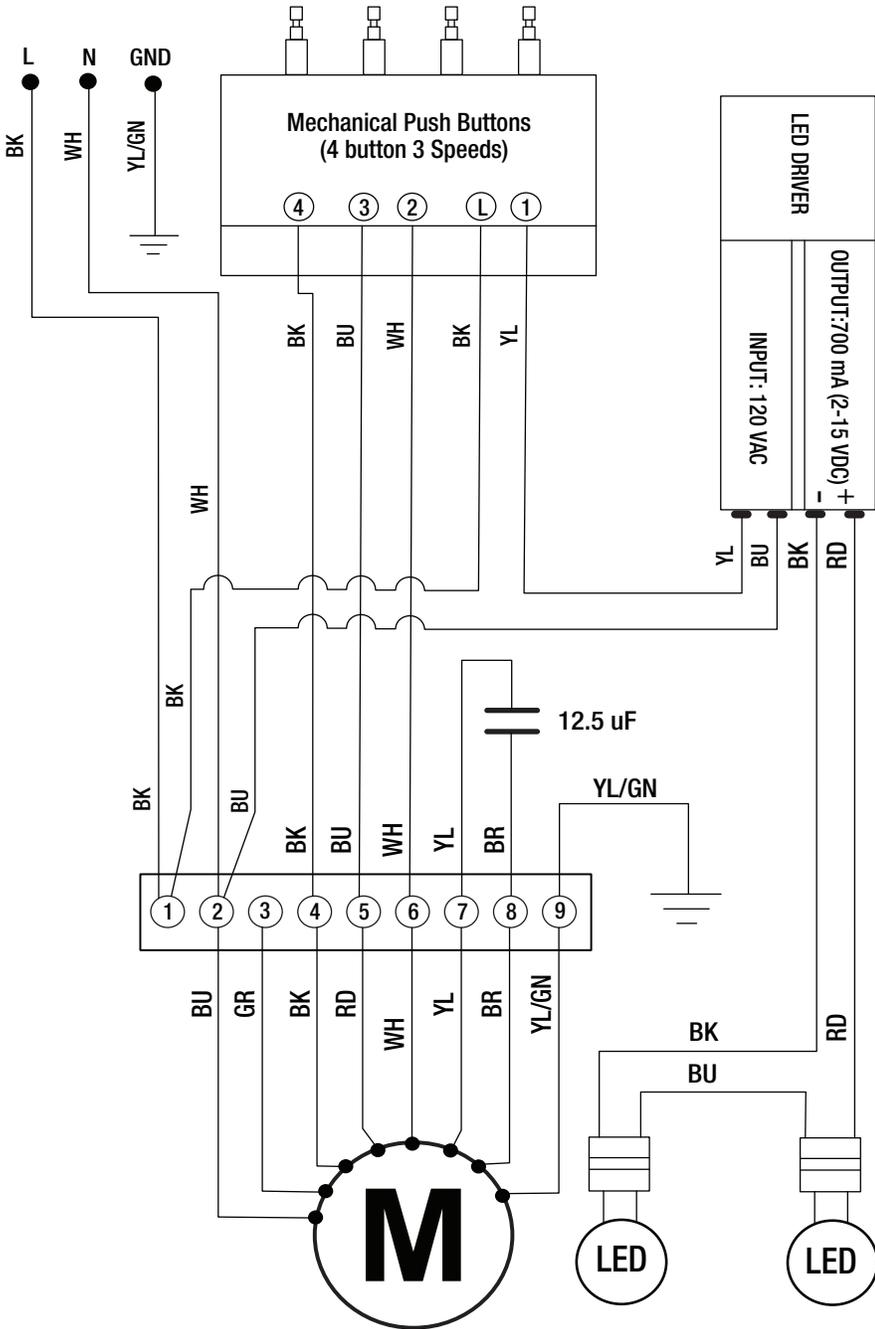 L
N
GND
BK
WH
YL/GN
Mechanical Push Buttons
(4 button 3 Speeds)
4
3
2
L
1
BK
BU
WH
BK
YL
LED DRIVER
INPUT: 120 VAC
OUTPUT:700 mA (2-15 VDC)
- +
YL
BU
BK
RD
WH
BK
BK
BU
12.5 uF
YL/GN
BK
BU
WH
YL
BR
1
2
3
4
5
6
7
8
9
BU
GR
BK
RD
WH
YL
BR
YL/GN
BK
BU
RD
M
LED
LED